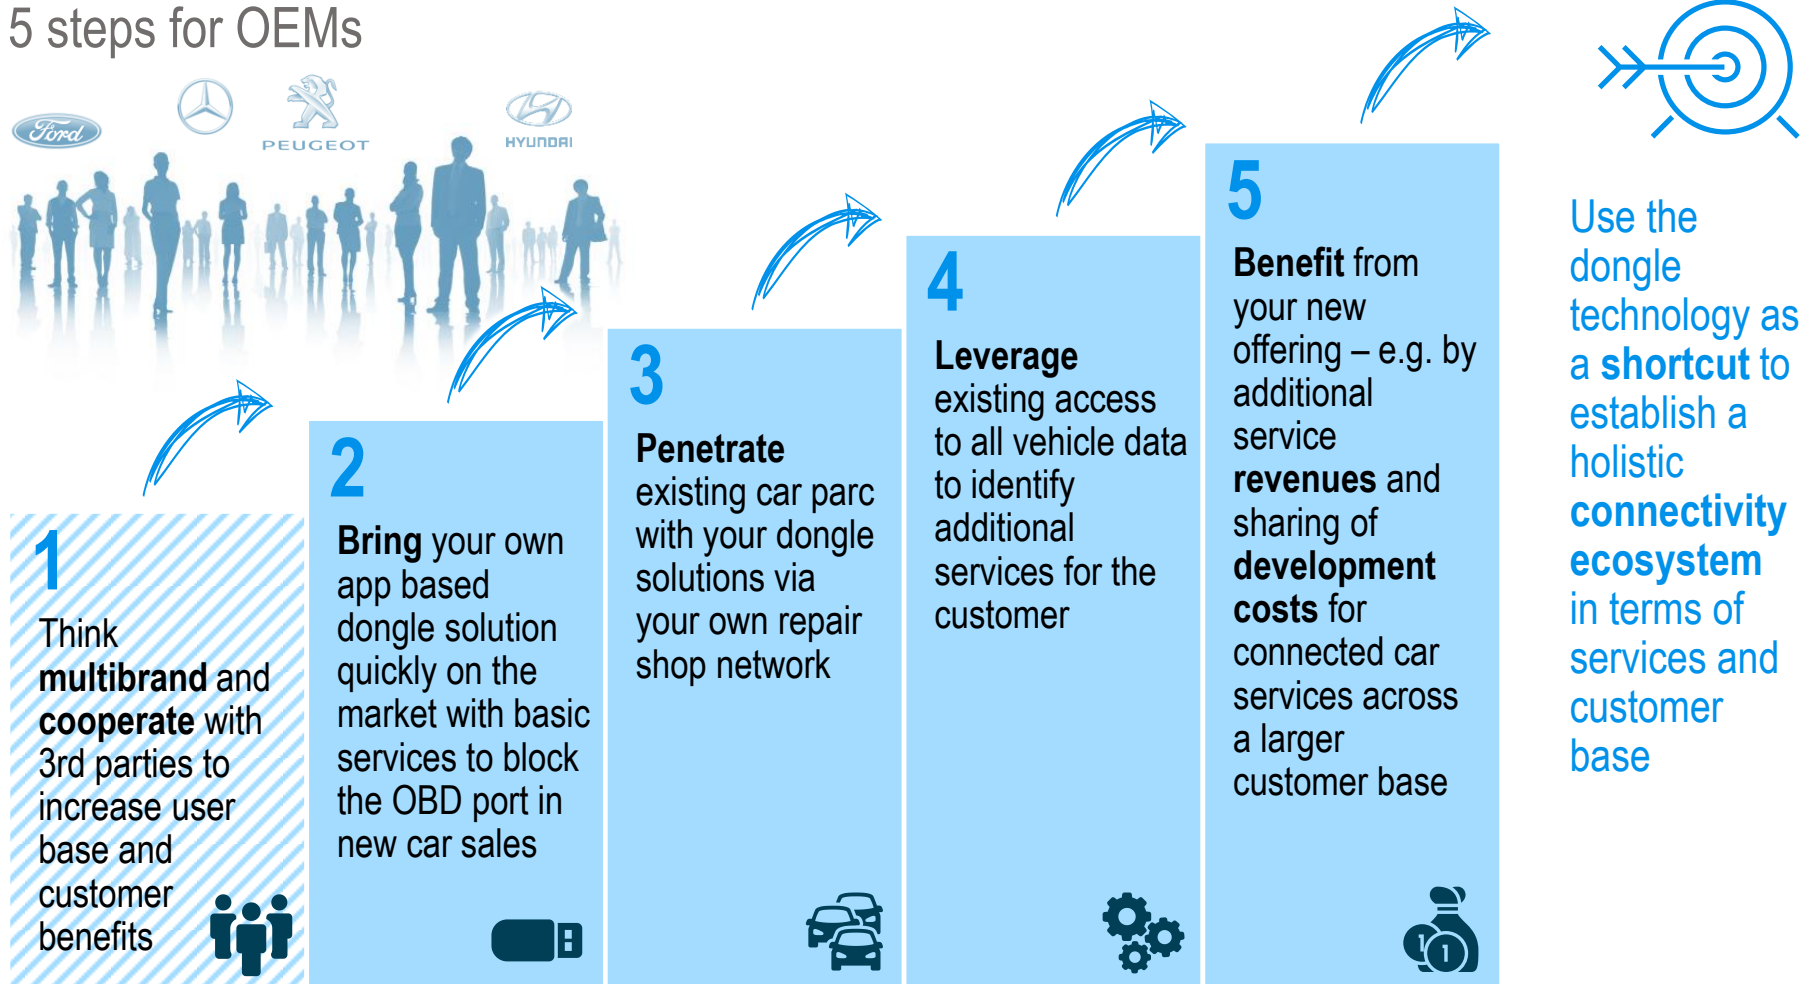 5 steps for OEMs
Ford
PEUGEOT
HYUNDAI
1
Think
multibrand and
cooperate with
3rd parties to
increase user
base and
customer
benefits
2
Bring your own
app based
dongle solution
quickly on the
market with basic
services to block
the OBD port in
new car sales
3
Penetrate
existing car parc
with your dongle
solutions via
your own repair
shop network
4
Leverage
existing access
to all vehicle data
to identify
additional
services for the
customer
5
Benefit from
your new
offering – e.g. by
additional
service
revenues and
sharing of
development
costs for
connected car
services across
a larger
customer base
1 1
Use the
dongle
technology as
a shortcut to
establish a
holistic
connectivity
ecosystem
in terms of
services and
customer
base